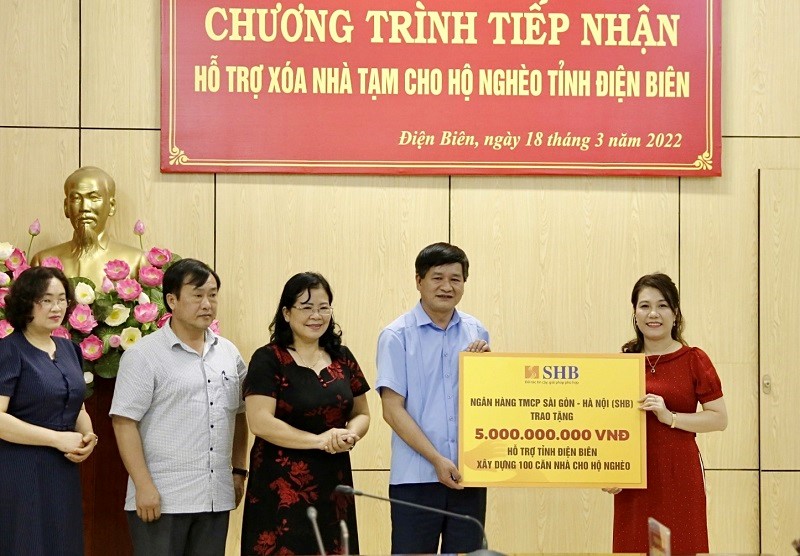 CHƯƠNG TRÌNH TIẾP NHẬN
HỖ TRỢ XÓA NHÀ TẠM CHO HỘ NGHÈO TỈNH ĐIỆN BIÊN
Điện Biên, ngày 18 tháng 3 năm 2022
SHB
NGÂN HÀNG TMCP SÀI GÒN - HÀ NỘI (SHB)
TRAO TẶNG
5.000.000.000 VNĐ
HỖ TRỢ TỈNH ĐIỆN BIÊN
XÂY DỰNG 100 CĂN NHÀ CHO HỘ NGHÈO